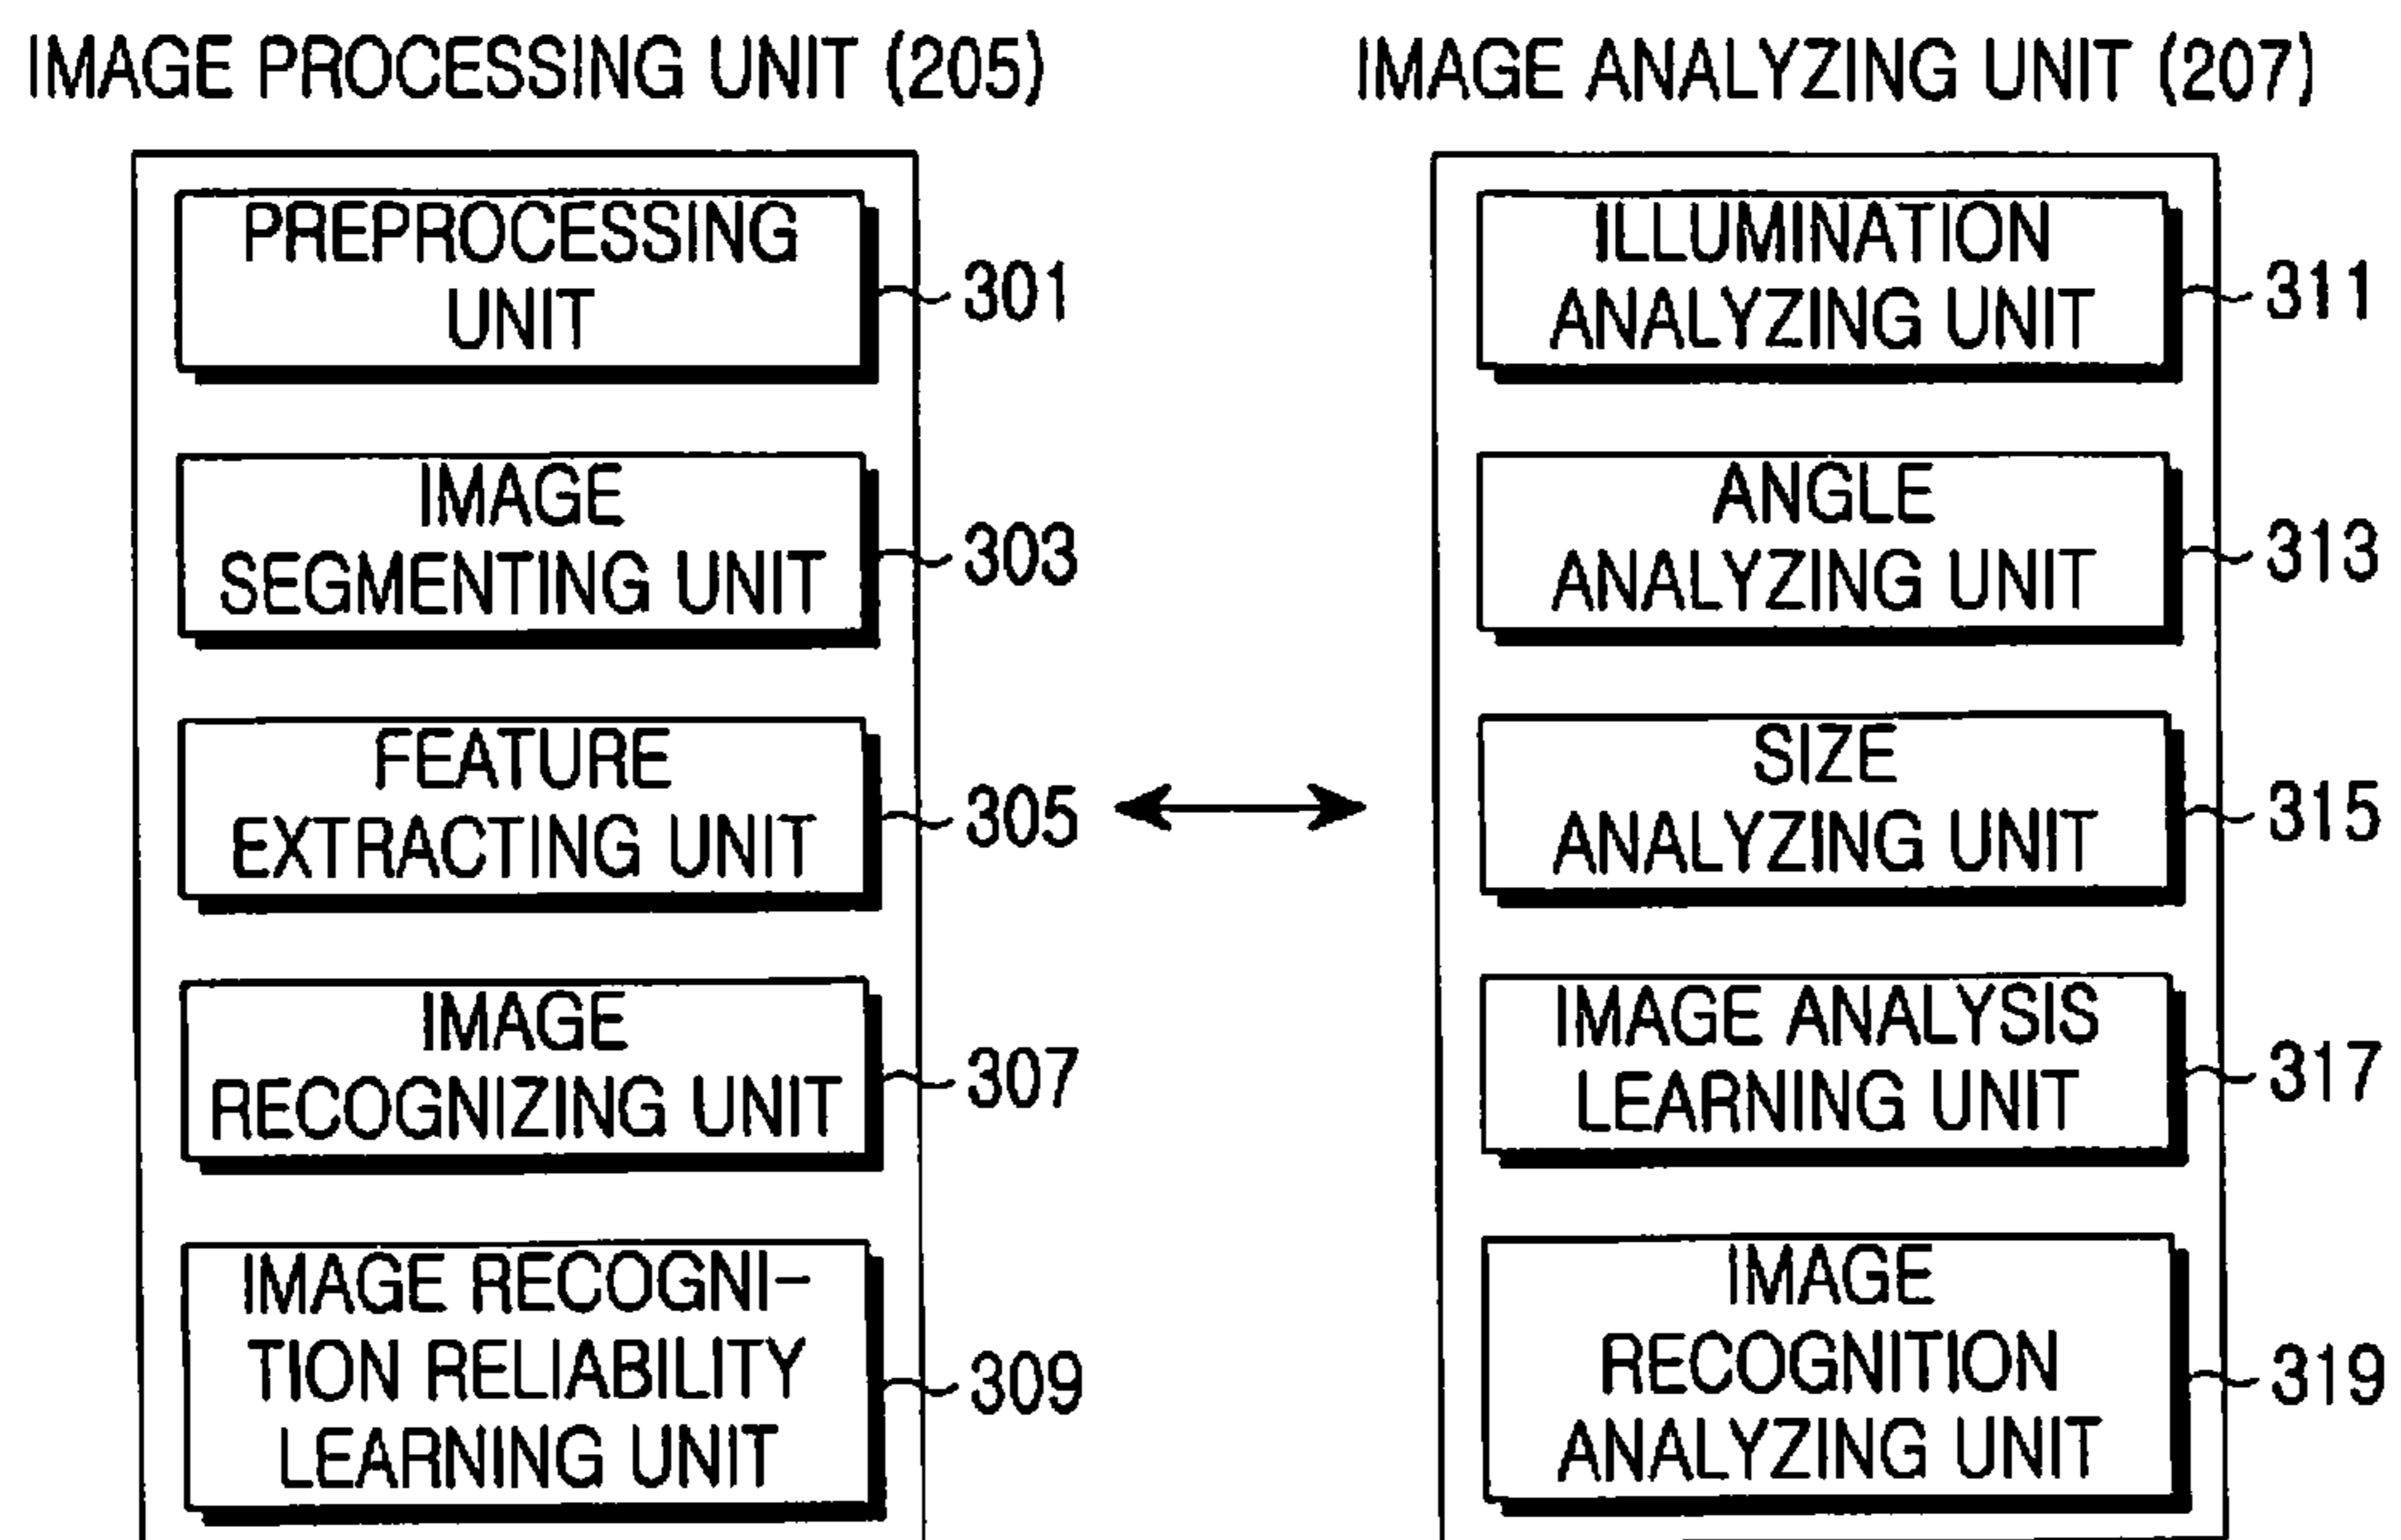 IMAGE PROCESSING UNIT (205)
PREPROCESSING
UNIT
301
IMAGE
SEGMENTING UNIT
303
FEATURE
EXTRACTING UNIT
305
IMAGE
RECOGNIZING UNIT
307
IMAGE RECOGNI-
TION RELIABILITY
LEARNING UNIT
309
IMAGE ANALYZING UNIT (207)
ILLUMINATION
ANALYZING UNIT
311
ANGLE
ANALYZING UNIT
313
SIZE
ANALYZING UNIT
315
IMAGE ANALYSIS
LEARNING UNIT
317
IMAGE
RECOGNITION
ANALYZING UNIT
319